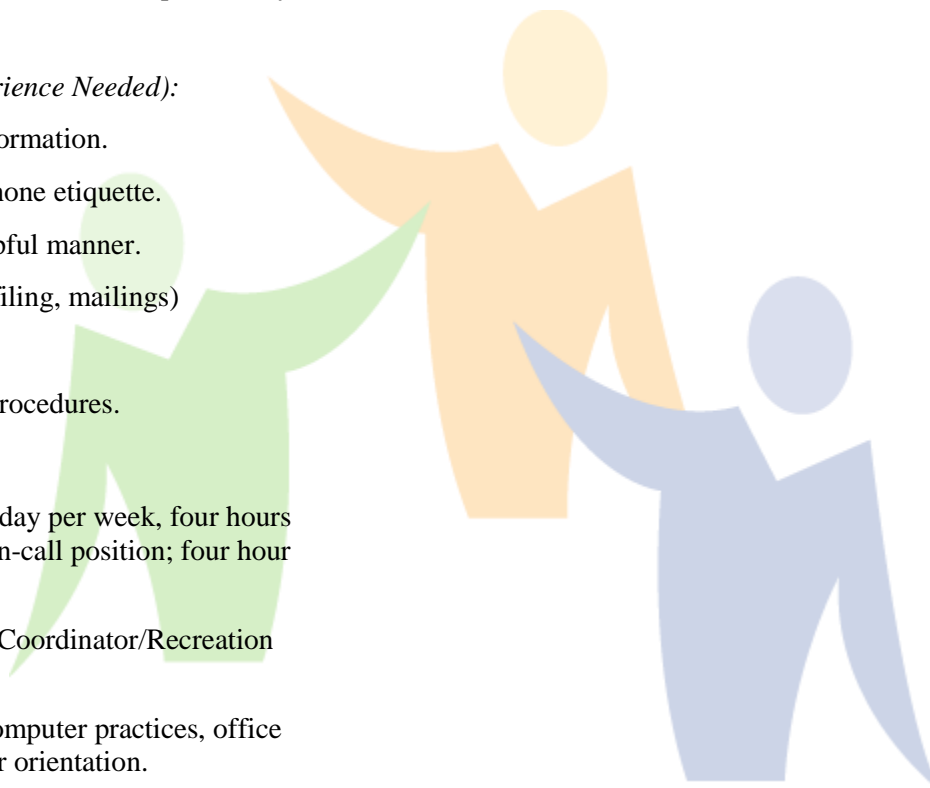 rience Needed):
ormation.
none etiquette.
pful manner.
filing, mailings)
rocedures.
day per week, four hours
n-call position; four hour
Coordinator/Recreation
omputer practices, office
r orientation.